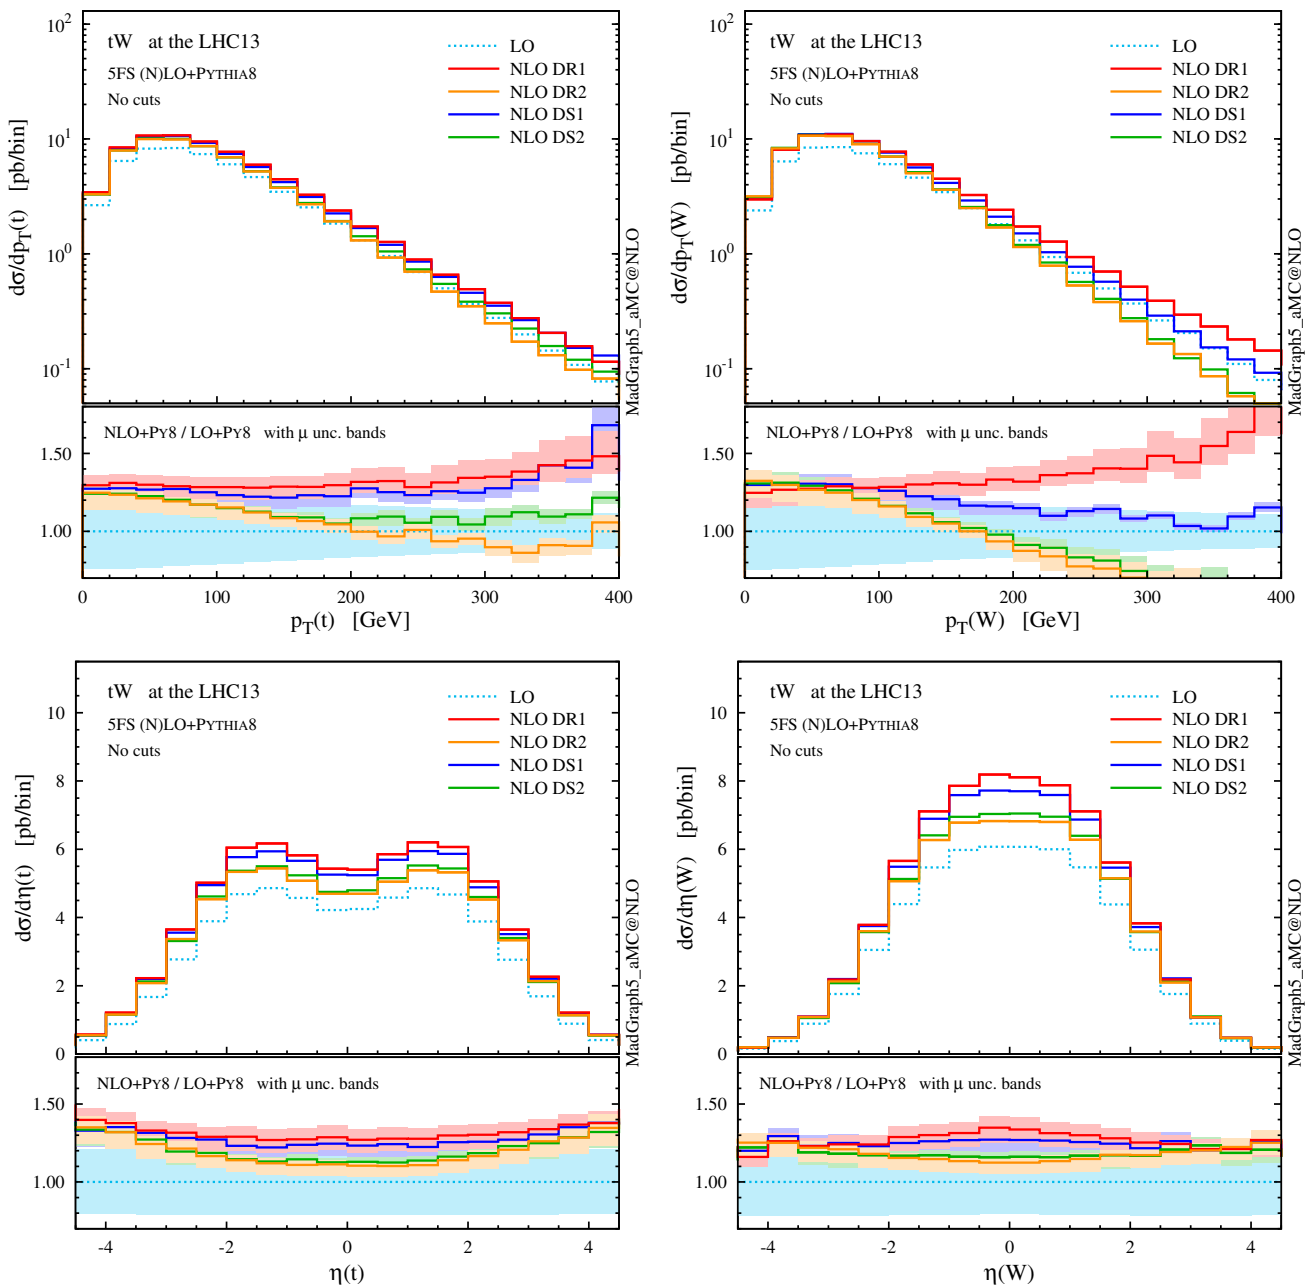 tW at the LHC13
5FS (N)LO+PYTHIA8
No cuts
LO
NLO DR1
NLO DR2
NLO DS1
NLO DS2
dσ/dp_T(t) [pb/bin]
10^2
10^1
10^0
10^-1
MadGraph5_aMC@NLO
NLO+PY8 / LO+PY8 with μ unc. bands
1.50
1.00
0 100 200 300 400
p_T(t) [GeV]
tW at the LHC13
5FS (N)LO+PYTHIA8
No cuts
LO
NLO DR1
NLO DR2
NLO DS1
NLO DS2
dσ/dp_T(W) [pb/bin]
10^2
10^1
10^0
10^-1
MadGraph5_aMC@NLO
NLO+PY8 / LO+PY8 with μ unc. bands
1.50
1.00
0 100 200 300 400
p_T(W) [GeV]
tW at the LHC13
5FS (N)LO+PYTHIA8
No cuts
LO
NLO DR1
NLO DR2
NLO DS1
NLO DS2
dσ/dη(t) [pb/bin]
10
8
6
4
2
0
MadGraph5_aMC@NLO
NLO+PY8 / LO+PY8 with μ unc. bands
1.50
1.00
-4 -2 0 2 4
η(t)
tW at the LHC13
5FS (N)LO+PYTHIA8
No cuts
LO
NLO DR1
NLO DR2
NLO DS1
NLO DS2
dσ/dη(W) [pb/bin]
10
8
6
4
2
0
MadGraph5_aMC@NLO
NLO+PY8 / LO+PY8 with μ unc. bands
1.50
1.00
-4 -2 0 2 4
η(W)